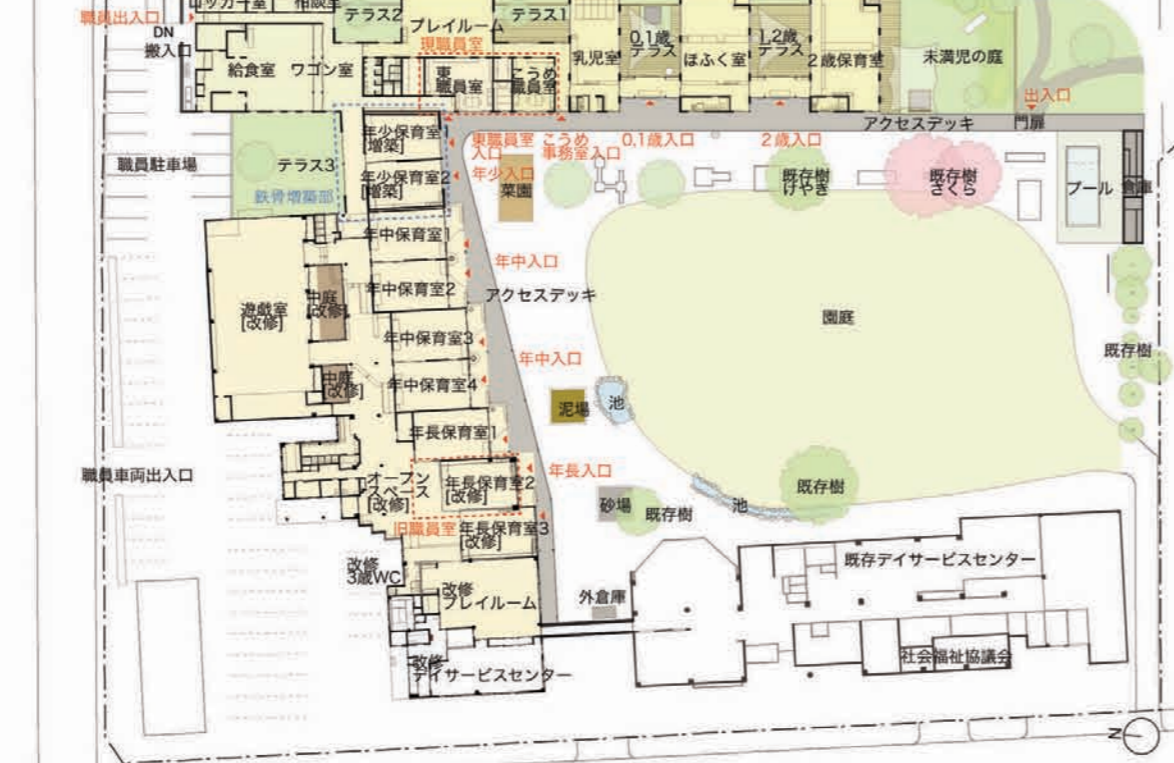 ロッカー室
相談室
職員出入口
テラス2
プレイルーム
テラス1
DN
搬入口
現職員室
給食室
ワゴン室
東
職員室
こうめ
職員室
乳児室
0,1歳
テラス
ほふく室
1,2歳
テラス
2歳保育室
未満児の庭
出入口
アクセスデッキ
門扉
年少保育室1
[増築]
東職員室
入口
こうめ
事務室入口
0,1歳入口
2歳入口
職員駐車場
テラス3
年少保育室2
[増築]
年少入口
菜園
既存樹
けやき
既存樹
さくら
プール
倉庫
鉄骨増築部
年中保育室1
年中入口
年中保育室2
アクセスデッキ
遊戯室
[改修]
中庭
[改修]
園庭
年中保育室3
年中入口
既存樹
中庭
[改修]
年中保育室4
泥場
池
年長保育室1
職員車両出入口
オープン
スペース
[改修]
年長保育室2
[改修]
年長入口
既存樹
砂場
既存樹
池
旧職員室
年長保育室3
[改修]
改修
3歳WC
改修
プレイルーム
外倉庫
既存デイサービスセンター
社会福祉協議会
改修
デイサービスセンター
N